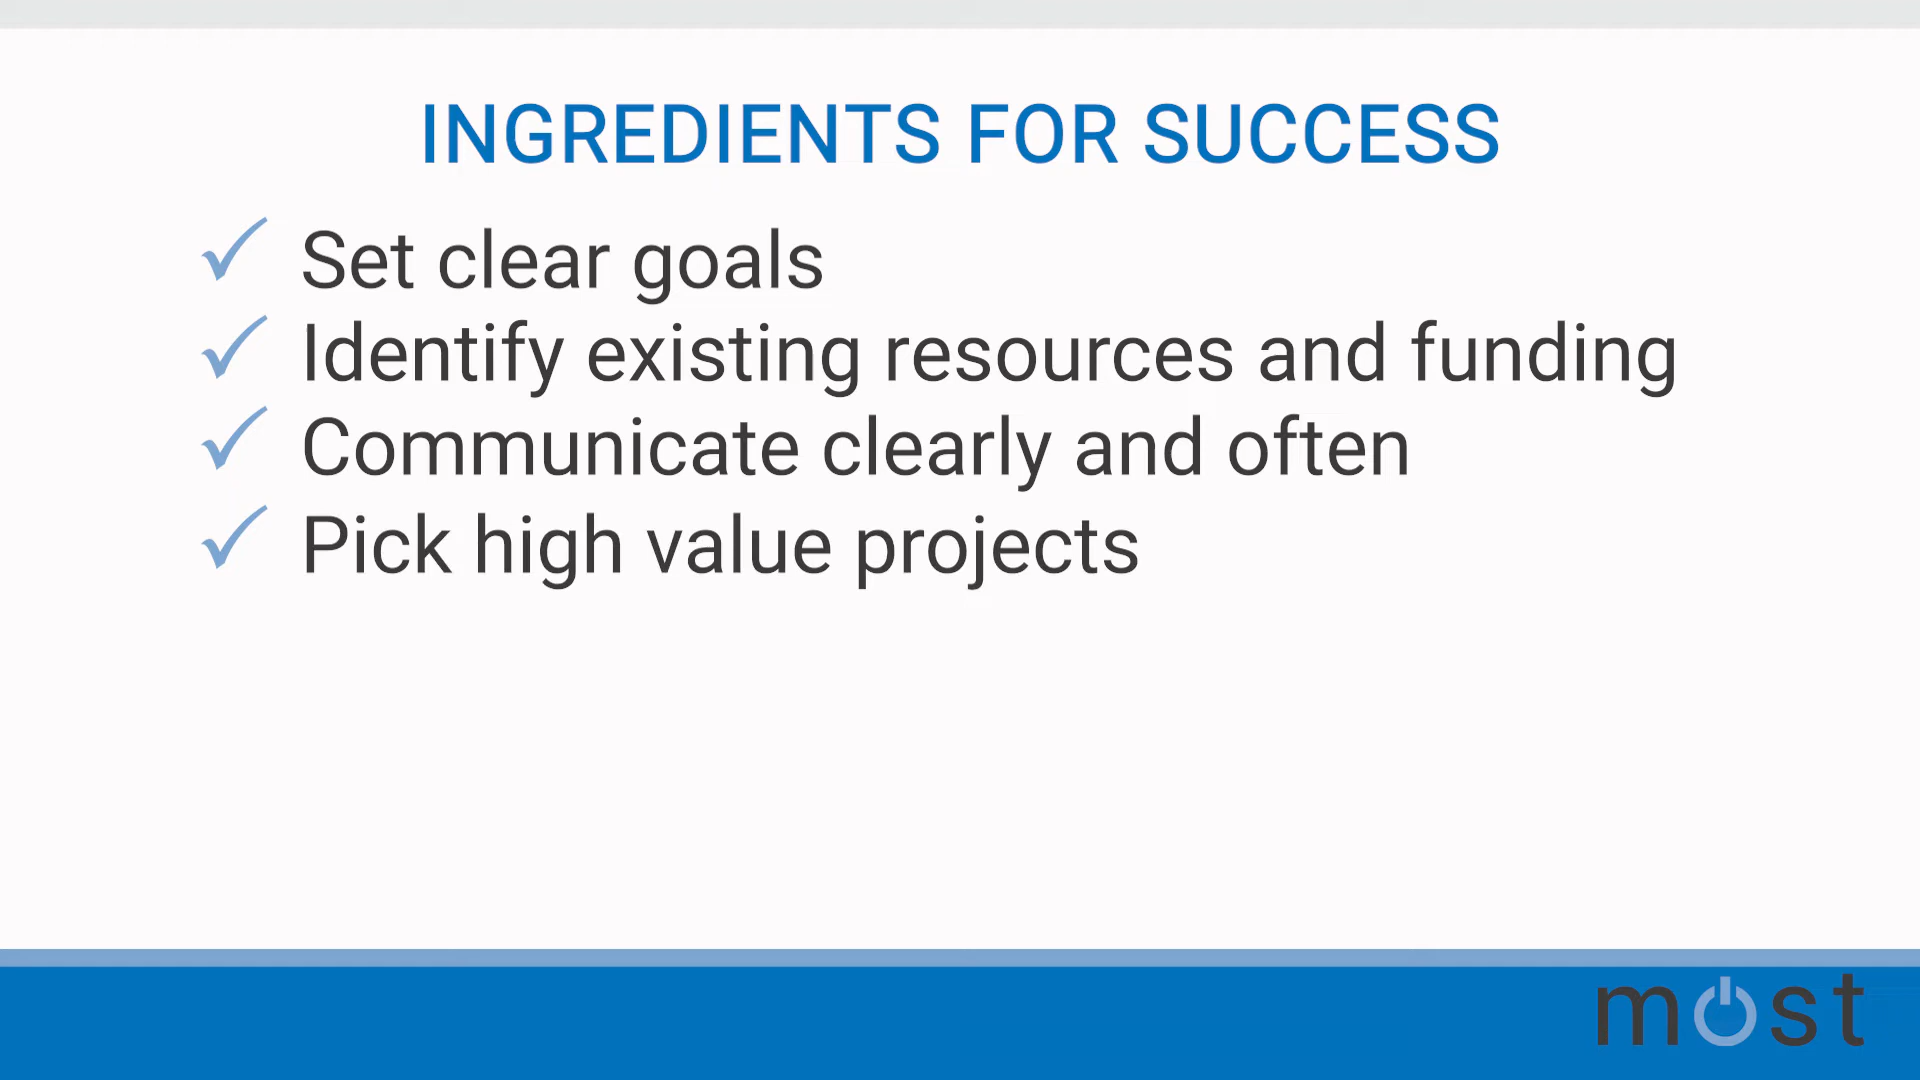 INGREDIENTS FOR SUCCESS
Set clear goals
Identify existing resources and funding
Communicate clearly and often
Pick high value projects
most